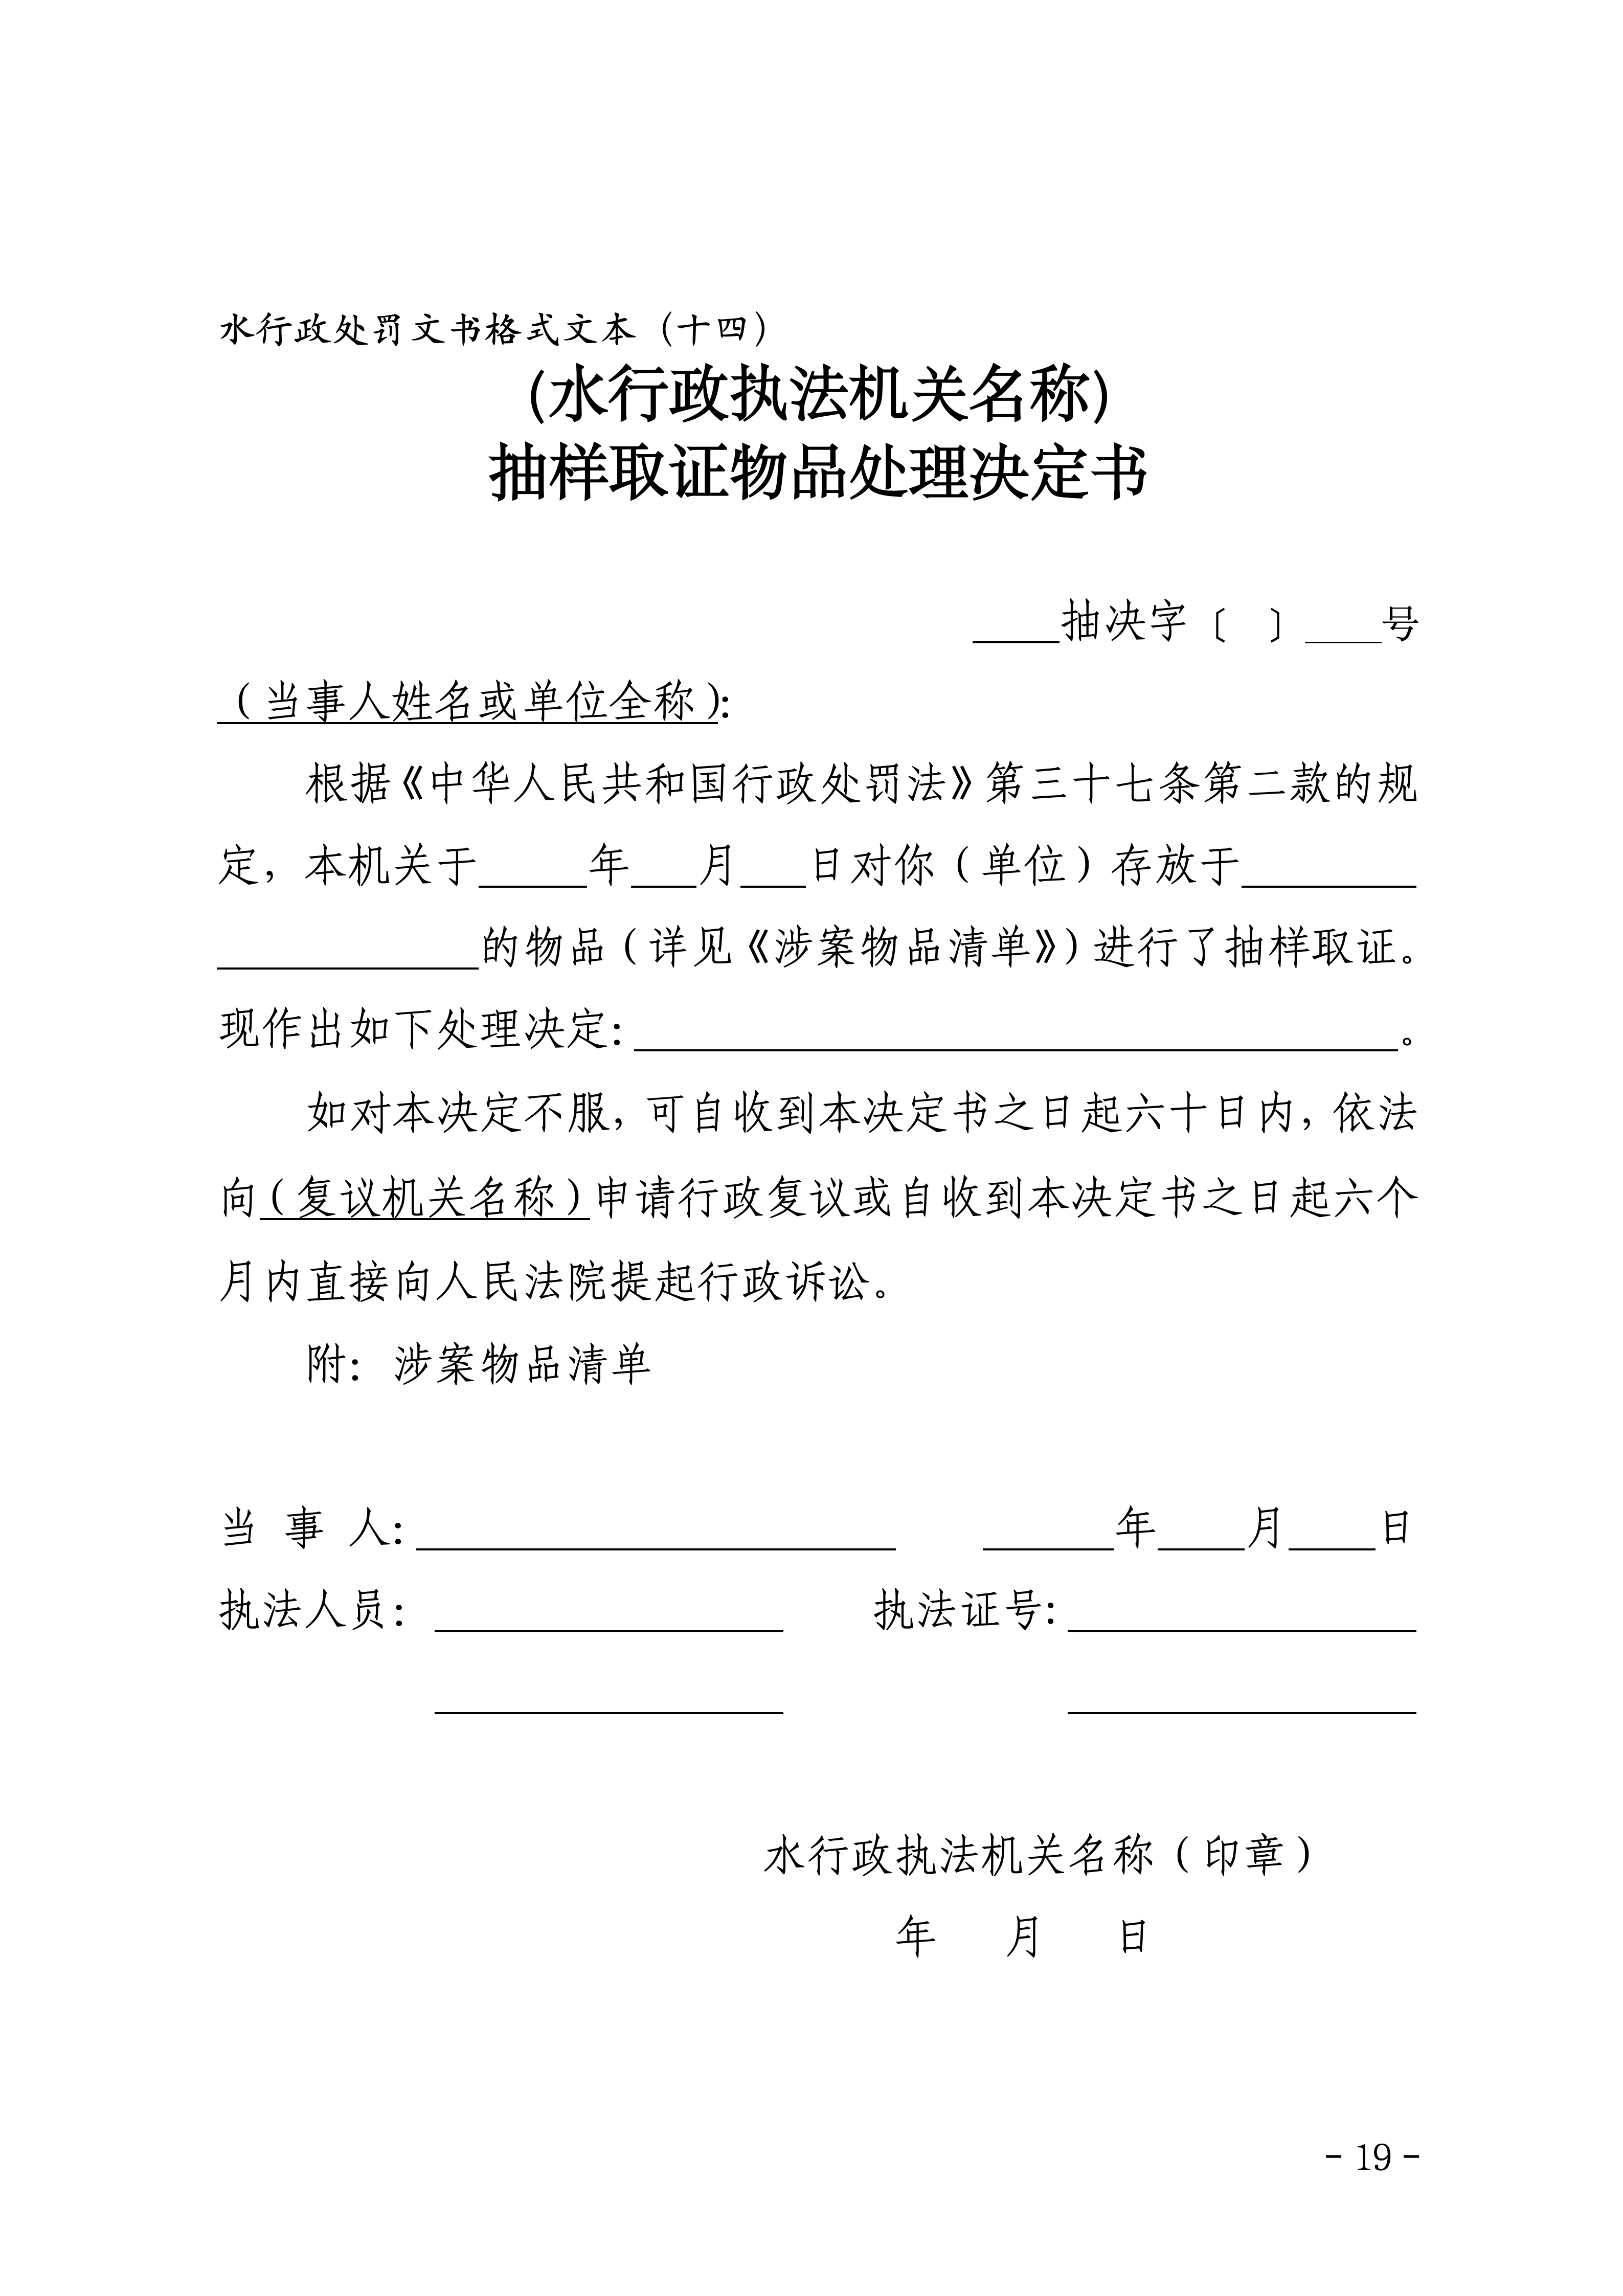 水行政处罚文书格式文本（十四）
（水行政执法机关名称）
抽样取证物品处理决定书
____抽决字〔 〕____号
（当事人姓名或单位全称）：
根据《中华人民共和国行政处罚法》第三十七条第二款的规
定，本机关于_____年___月___日对你（单位）存放于________
____________的物品（详见《涉案物品清单》）进行了抽样取证。
现作出如下处理决定：___________________________________。
如对本决定不服，可自收到本决定书之日起六十日内，依法
向（复议机关名称）申请行政复议或自收到本决定书之日起六个
月内直接向人民法院提起行政诉讼。
附：涉案物品清单
当 事 人：______________________ ______年____月____日
执法人员：________________ 执法证号：________________
________________ ________________
水行政执法机关名称（印章）
年 月 日
- 19 -